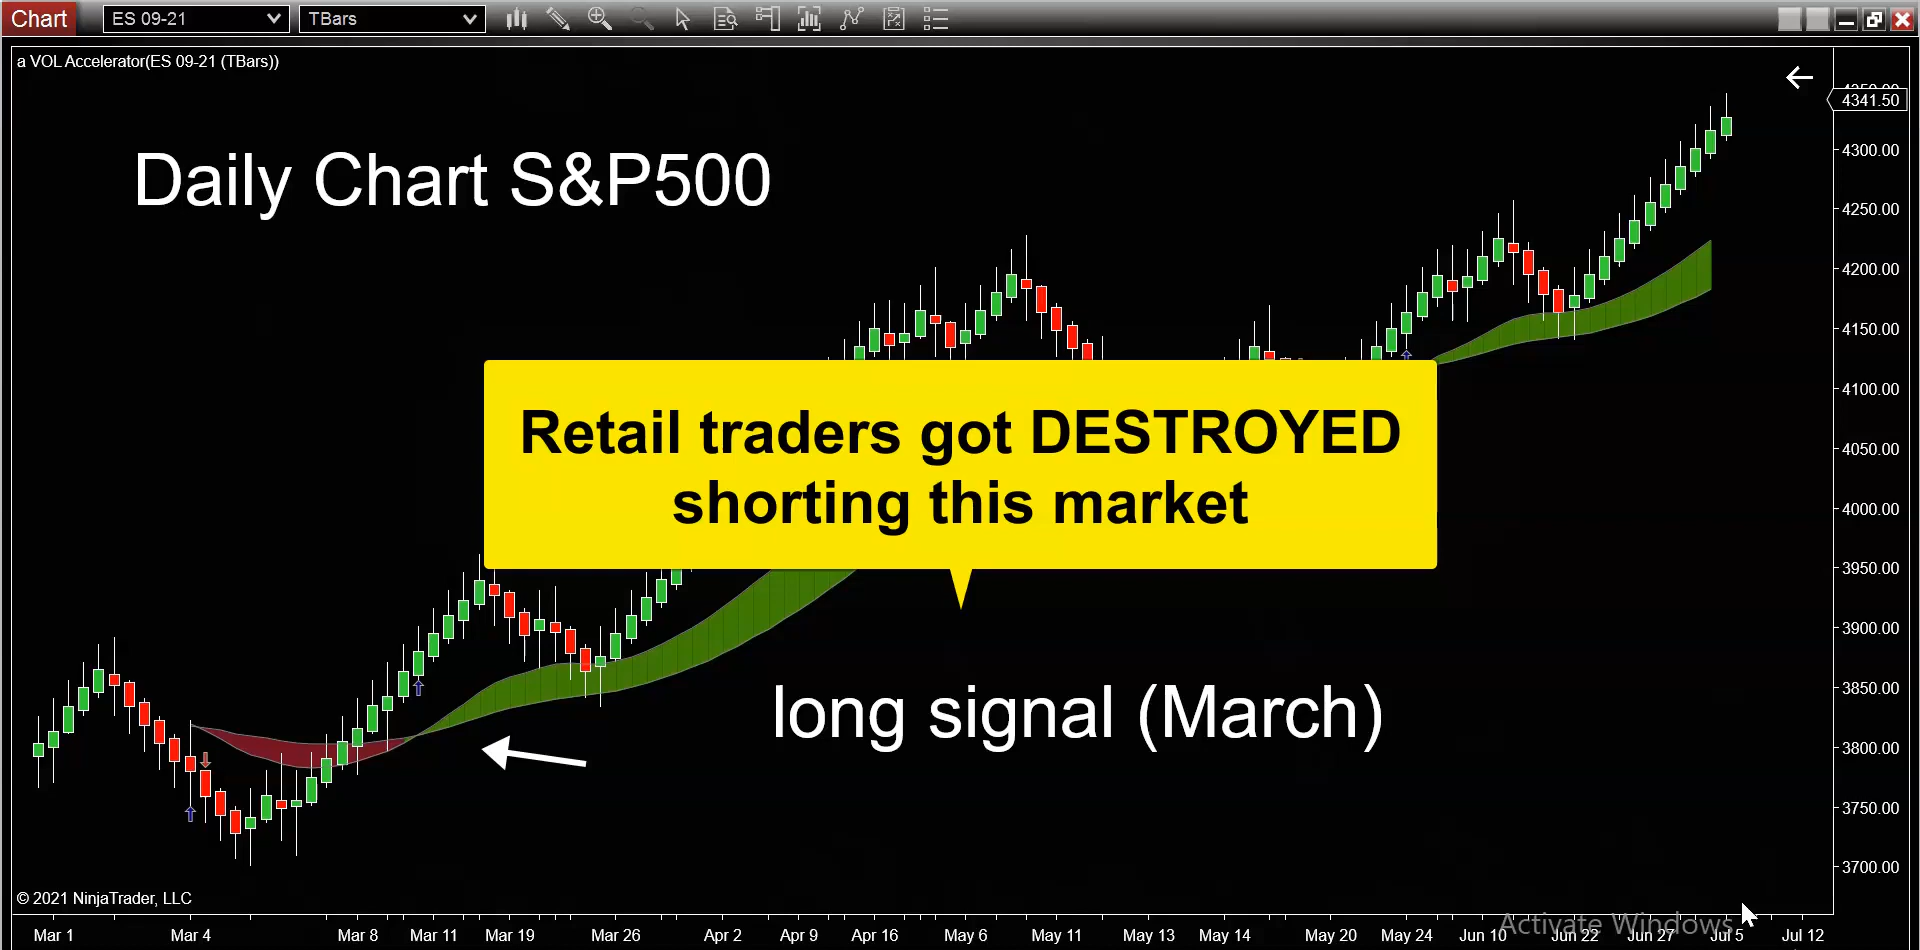 Chart
ES 09-21
TBars
a VOL Accelerator(ES 09-21 (TBars))
4350.00
4341.50
Daily Chart S&P500
4300.00
4250.00
4200.00
4150.00
4100.00
Retail traders got DESTROYED
shorting this market
4050.00
4000.00
3950.00
3900.00
3850.00
long signal (March)
3800.00
3750.00
3700.00
© 2021 NinjaTrader, LLC
Activate Windows
Mar 1 Mar 4 Mar 8 Mar 11 Mar 19 Mar 26 Apr 2 Apr 9 Apr 16 May 6 May 11 May 13 May 14 May 20 May 24 Jun 10 Jun 22 Jun 27 Jul 5 Jul 12